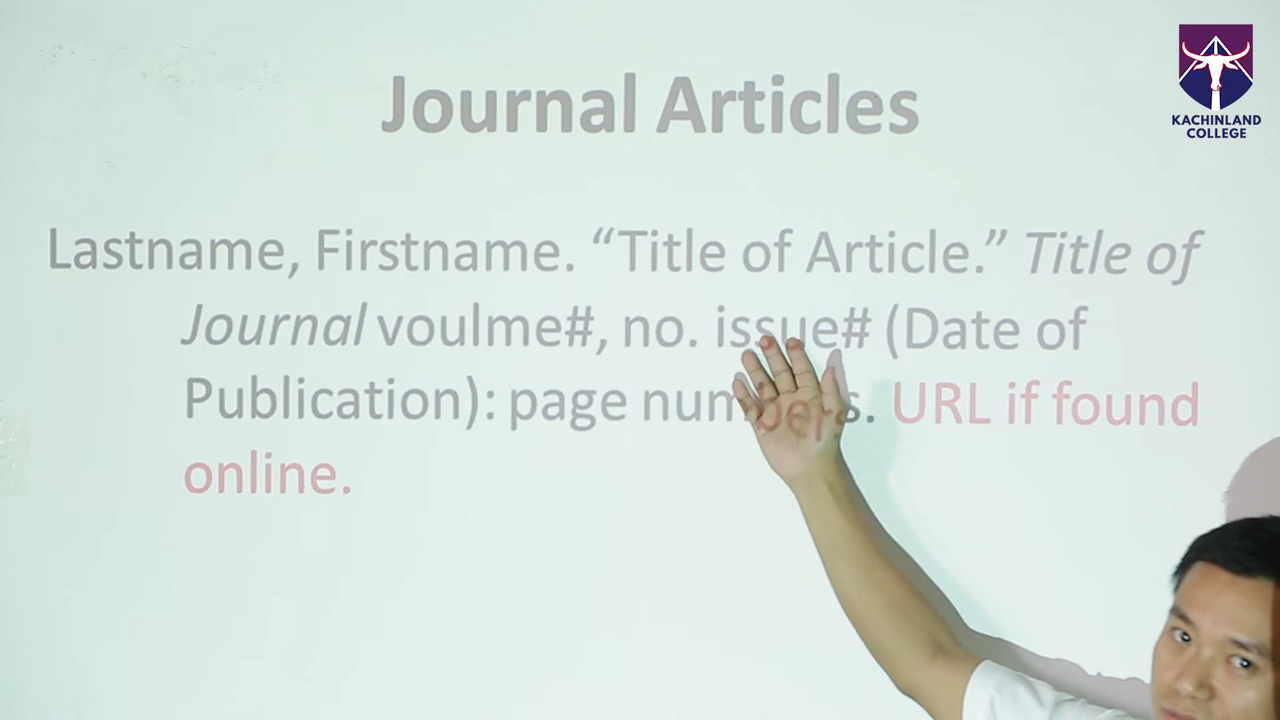 Journal Articles
KACHINLAND
COLLEGE
Lastname, Firstname. “Title of Article.” Title of
Journal voulme#, no. issue# (Date of
Publication): page numbers. URL if found
online.